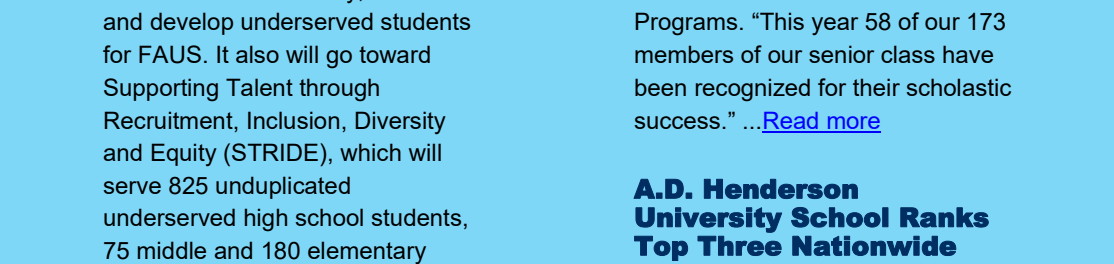 and develop underserved students
for FAUS. It also will go toward
Supporting Talent through
Recruitment, Inclusion, Diversity
and Equity (STRIDE), which will
serve 825 unduplicated
underserved high school students,
75 middle and 180 elementary
Programs. “This year 58 of our 173
members of our senior class have
been recognized for their scholastic
success.” ...Read more
A.D. Henderson
University School Ranks
Top Three Nationwide